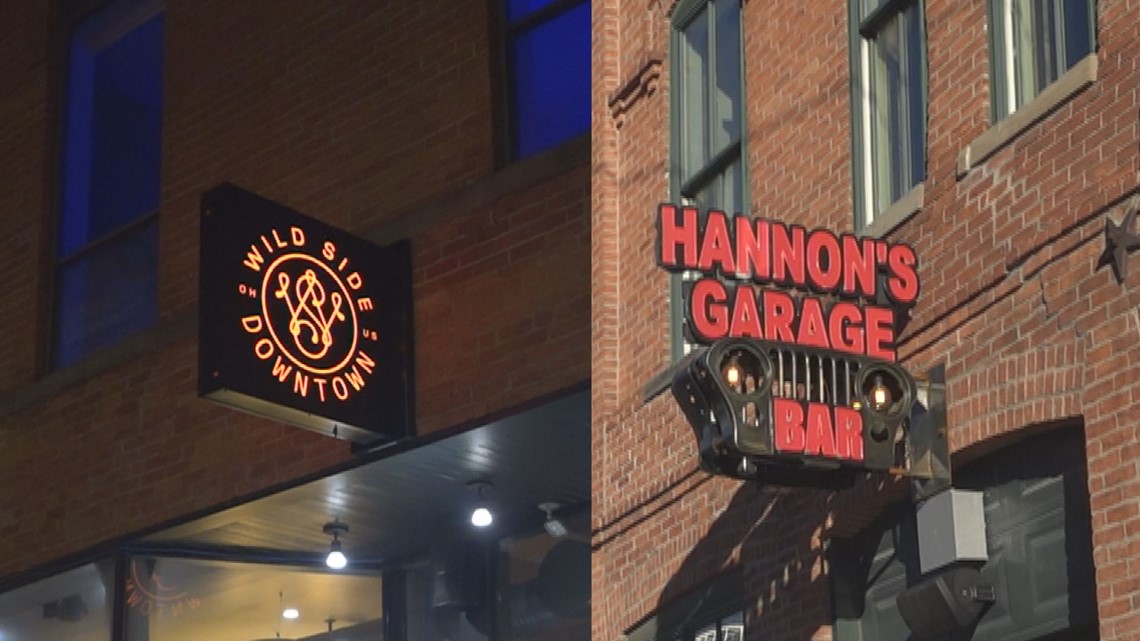 WILD SIDE
OH
US
DOWNTOWN
HANNON'S
GARAGE
BAR